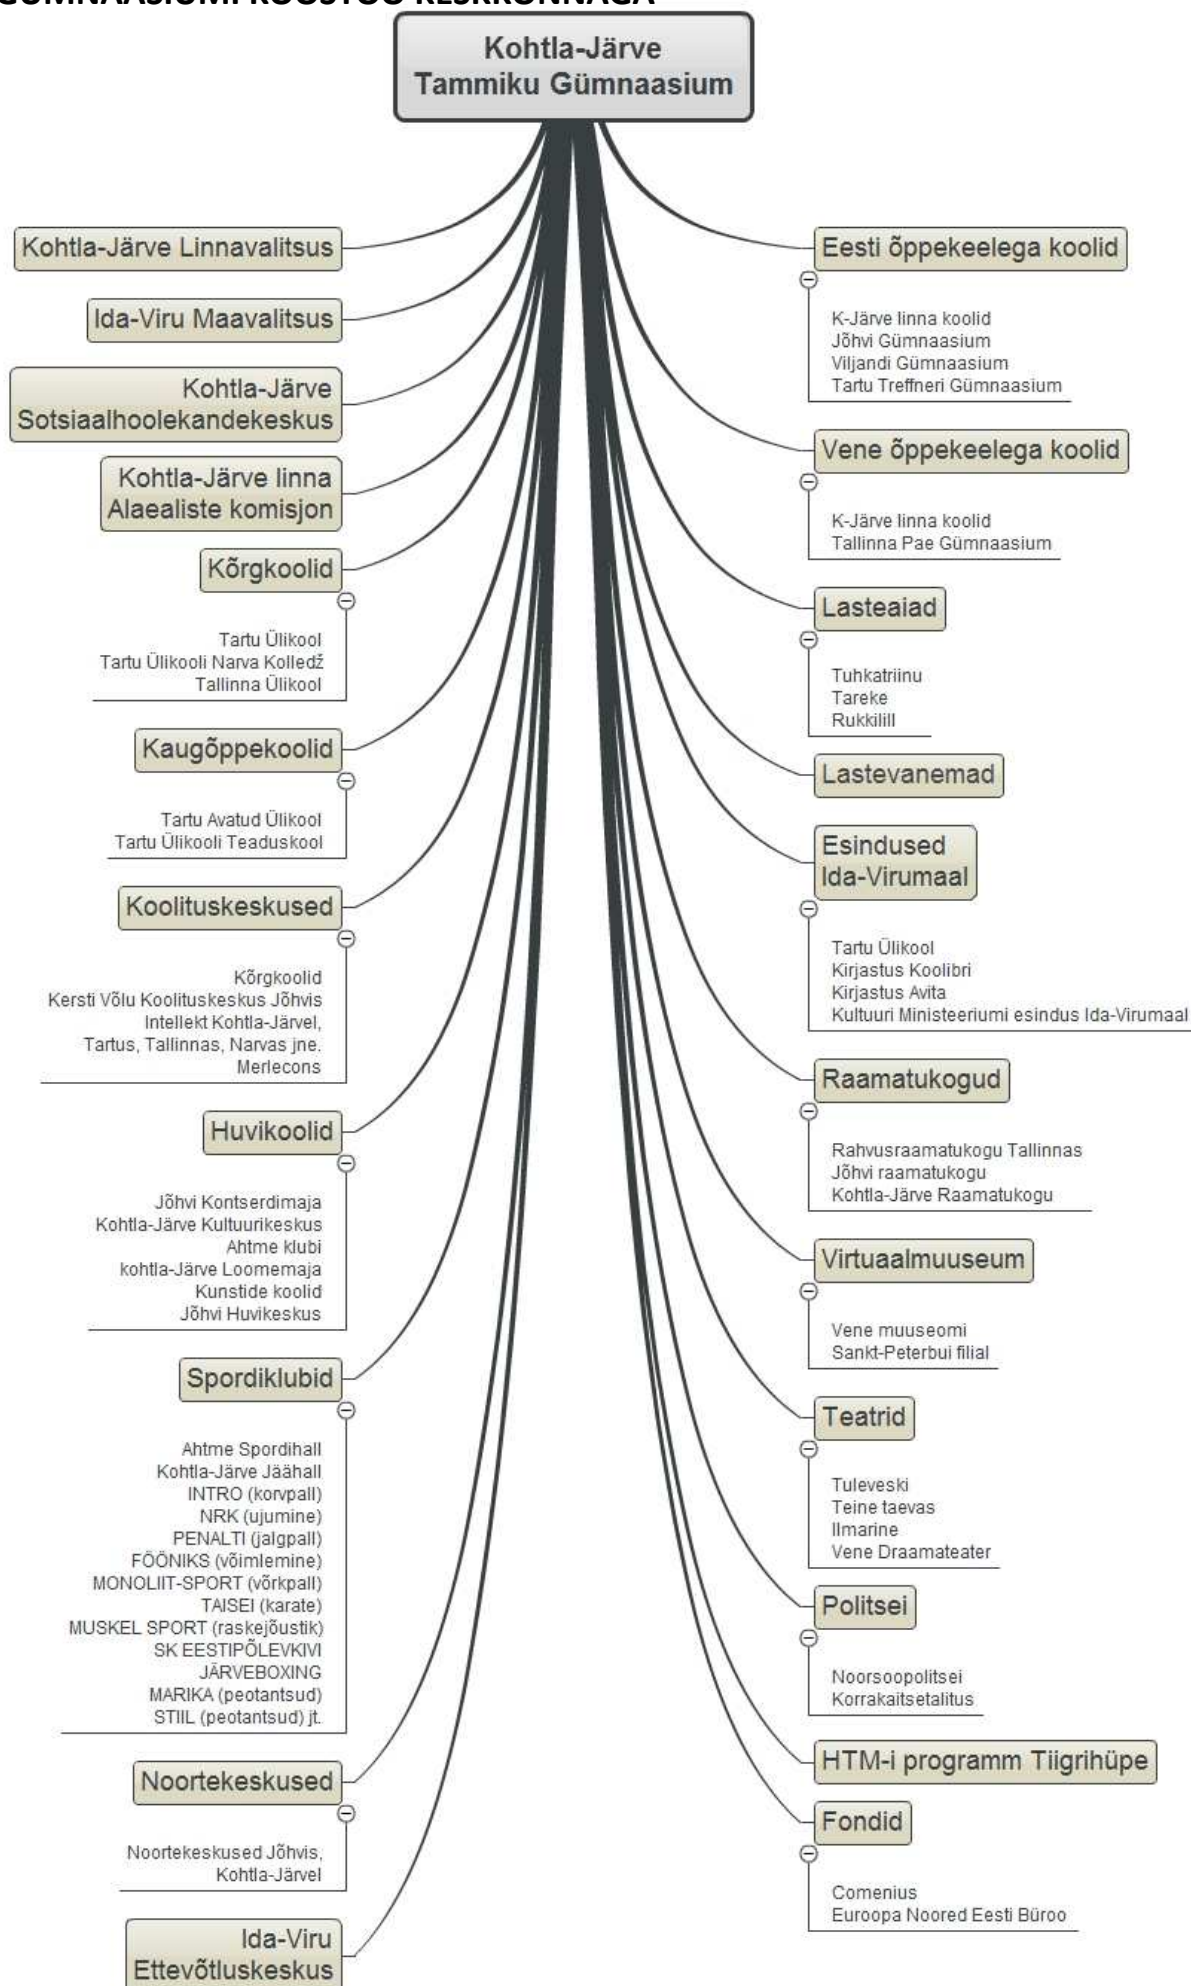 GÜMNAASIUMI KOOSTÖÖ KESKKONNAGA
Kohtla-Järve
Tammiku Gümnaasium
Kohtla-Järve Linnavalitsus
Ida-Viru Maavalitsus
Kohtla-Järve
Sotsiaalhoolekandekeskus
Kohtla-Järve linna
Alaealiste komisjon
Kõrgkoolid
Tartu Ülikool
Tartu Ülikooli Narva Kolledž
Tallinna Ülikool
Kaugõppekoolid
Tartu Avatud Ülikool
Tartu Ülikooli Teaduskool
Koolituskeskused
Kõrgkoolid
Kersti Võlu Koolituskeskus Jõhvis
Intellekt Kohtla-Järvel,
Tartus, Tallinnas, Narvas jne.
Merlecons
Huvikoolid
Jõhvi Kontserdimaja
Kohtla-Järve Kultuurikeskus
Ahtme klubi
kohtla-Järve Loomemaja
Kunstide koolid
Jõhvi Huvikeskus
Spordiklubid
Ahtme Spordihall
Kohtla-Järve Jäähall
INTRO (korvpall)
NRK (ujumine)
PENALTI (jalgpall)
FÖÖNIKS (võimlemine)
MONOLIIT-SPORT (võrkpall)
TAISEI (karate)
MUSKEL SPORT (raskejõustik)
SK EESTIPÕLEVKIVI
JÄRVEBOXING
MARIKA (peotantsud)
STIIL (peotantsud) jt.
Noortekeskused
Noortekeskused Jõhvis,
Kohtla-Järvel
Ida-Viru
Ettevõtluskeskus
Eesti õppekeelega koolid
K-Järve linna koolid
Jõhvi Gümnaasium
Viljandi Gümnaasium
Tartu Treffneri Gümnaasium
Vene õppekeelega koolid
K-Järve linna koolid
Tallinna Pae Gümnaasium
Lasteaiad
Tuhkatriinu
Tareke
Rukkilill
Lastevanemad
Esindused
Ida-Virumaal
Tartu Ülikool
Kirjastus Koolibri
Kirjastus Avita
Kultuuri Ministeeriumi esindus Ida-Virumaal
Raamatukogud
Rahvusraamatukogu Tallinnas
Jõhvi raamatukogu
Kohtla-Järve Raamatukogu
Virtuaalmuuseum
Vene muuseomi
Sankt-Peterbui filial
Teatrid
Tuleveski
Teine taevas
Ilmarine
Vene Draamateater
Politsei
Noorsoopolitsei
Korrakaitsetalitus
HTM-i programm Tiigrihüpe
Fondid
Comenius
Euroopa Noored Eesti Büroo